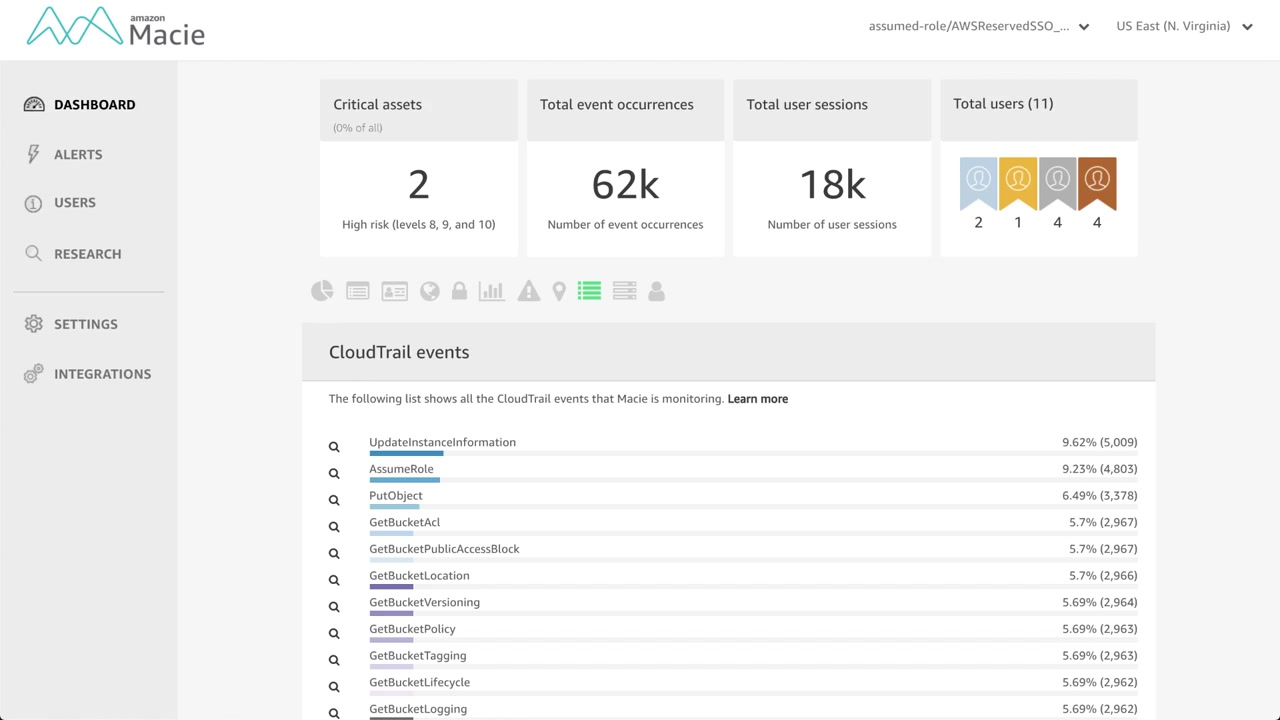 amazon
Macie
assumed-role/AWSReservedSSO_...
US East (N. Virginia)
DASHBOARD
ALERTS
USERS
RESEARCH
SETTINGS
INTEGRATIONS
Critical assets
(0% of all)
2
High risk (levels 8, 9, and 10)
Total event occurrences
62k
Number of event occurrences
Total user sessions
18k
Number of user sessions
Total users (11)
2 1 4 4
CloudTrail events
The following list shows all the CloudTrail events that Macie is monitoring. Learn more
UpdateInstanceInformation 9.62% (5,009)
AssumeRole 9.23% (4,803)
PutObject 6.49% (3,378)
GetBucketAcl 5.7% (2,967)
GetBucketPublicAccessBlock 5.7% (2,967)
GetBucketLocation 5.7% (2,966)
GetBucketVersioning 5.69% (2,964)
GetBucketPolicy 5.69% (2,963)
GetBucketTagging 5.69% (2,963)
GetBucketLifecycle 5.69% (2,962)
GetBucketLogging 5.69% (2,962)